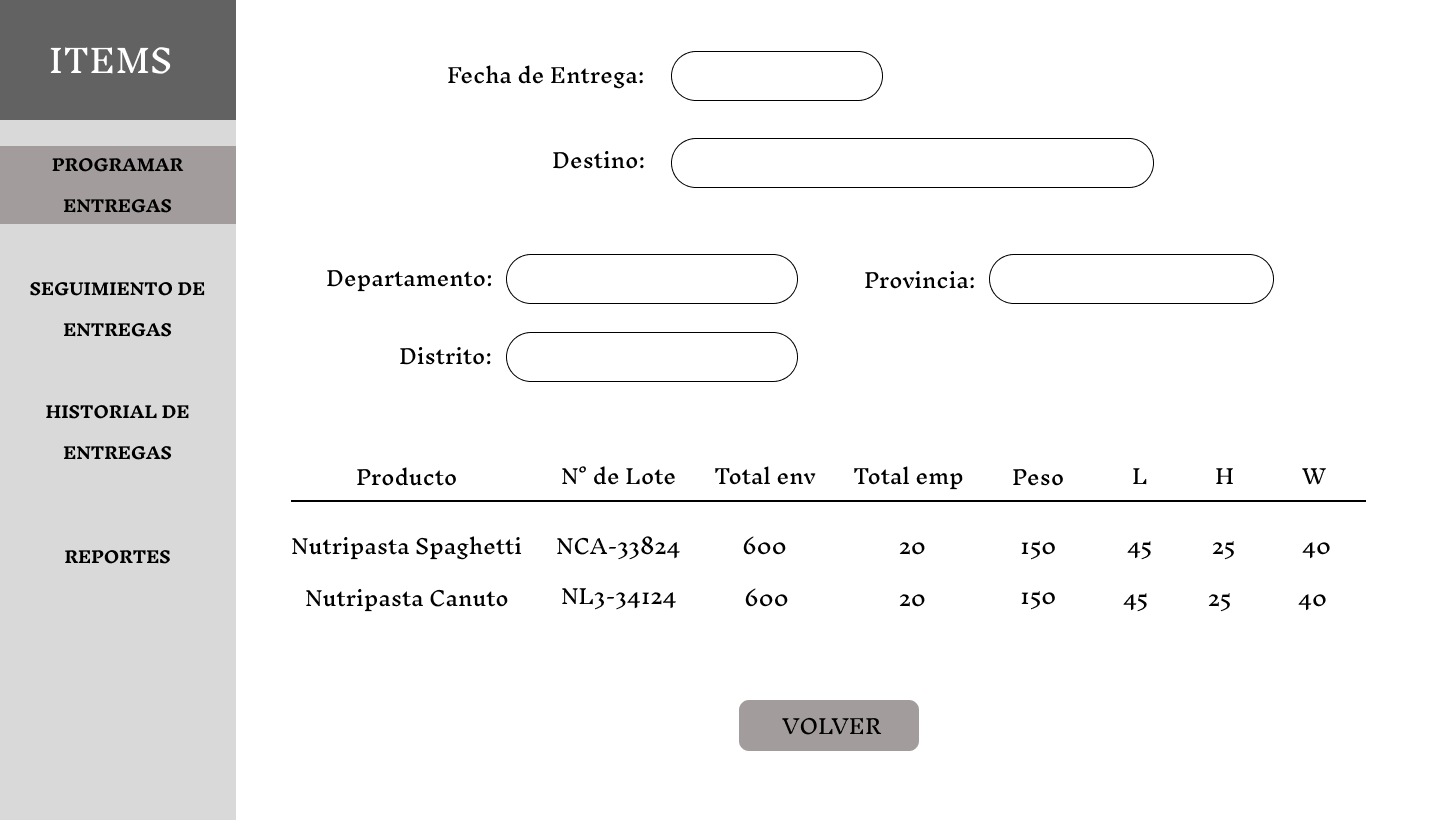 ITEMS
PROGRAMAR
ENTREGAS
SEGUIMIENTO DE
ENTREGAS
HISTORIAL DE
ENTREGAS
REPORTES
Fecha de Entrega:
Destino:
Departamento: Provincia:
Distrito:
Producto N° de Lote Total env Total emp Peso L H W
Nutripasta Spaghetti NCA-33824 600 20 150 45 25 40
Nutripasta Canuto NL3-34124 600 20 150 45 25 40
VOLVER